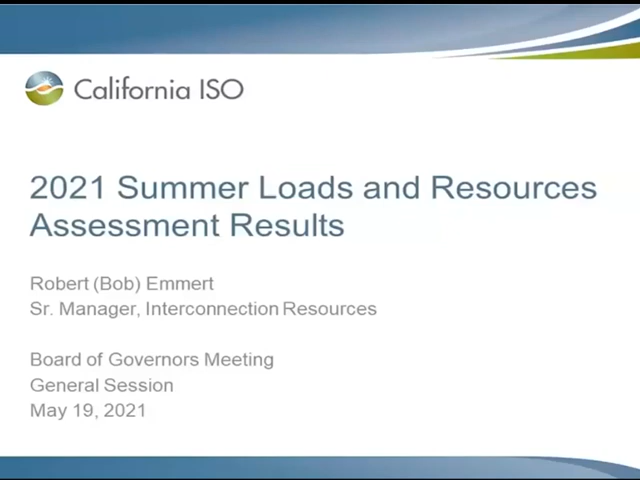 California ISO
2021 Summer Loads and Resources
Assessment Results
Robert (Bob) Emmert
Sr. Manager, Interconnection Resources
Board of Governors Meeting
General Session
May 19, 2021